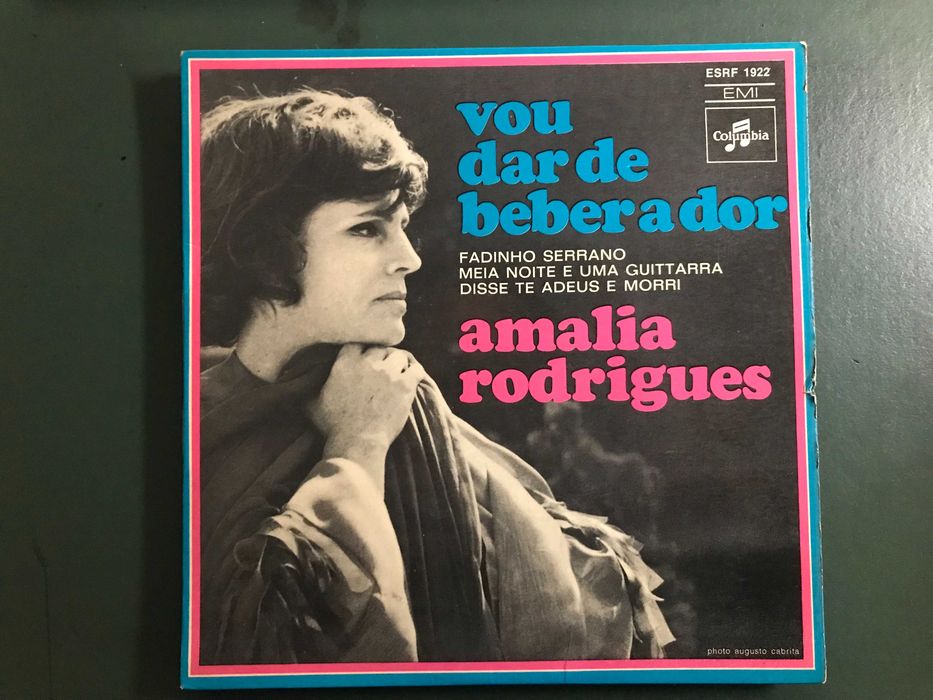 ESRF 1922
EMI
Columbia
vou
dar de
beber a dor
FADINHO SERRANO
MEIA NOITE E UMA GUITTARRA
DISSE TE ADEUS E MORRI
amalia
rodrigues
photo augusto cabrita